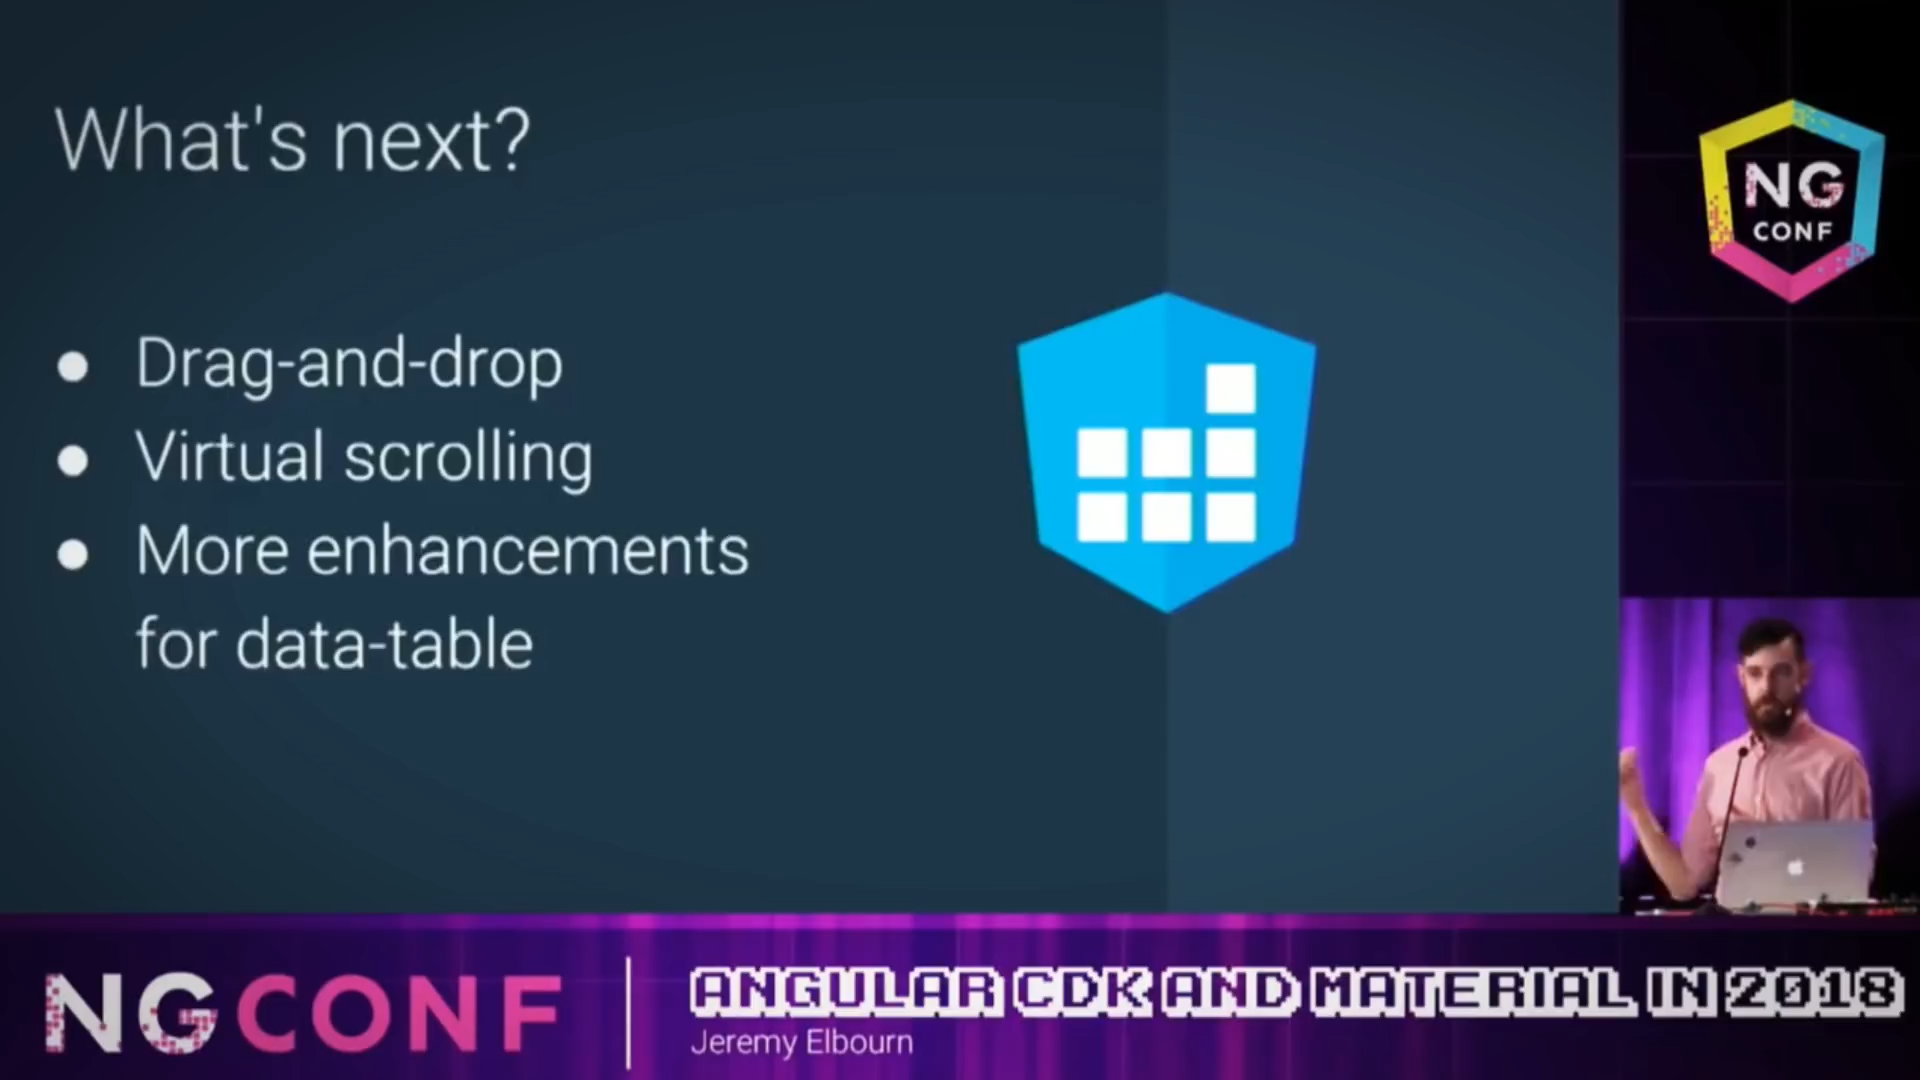 What's next?
● Drag-and-drop
● Virtual scrolling
● More enhancements
for data-table
NG
CONF
NGCONF
ANGULAR CDK AND MATERIAL IN 2018
Jeremy Elbourn